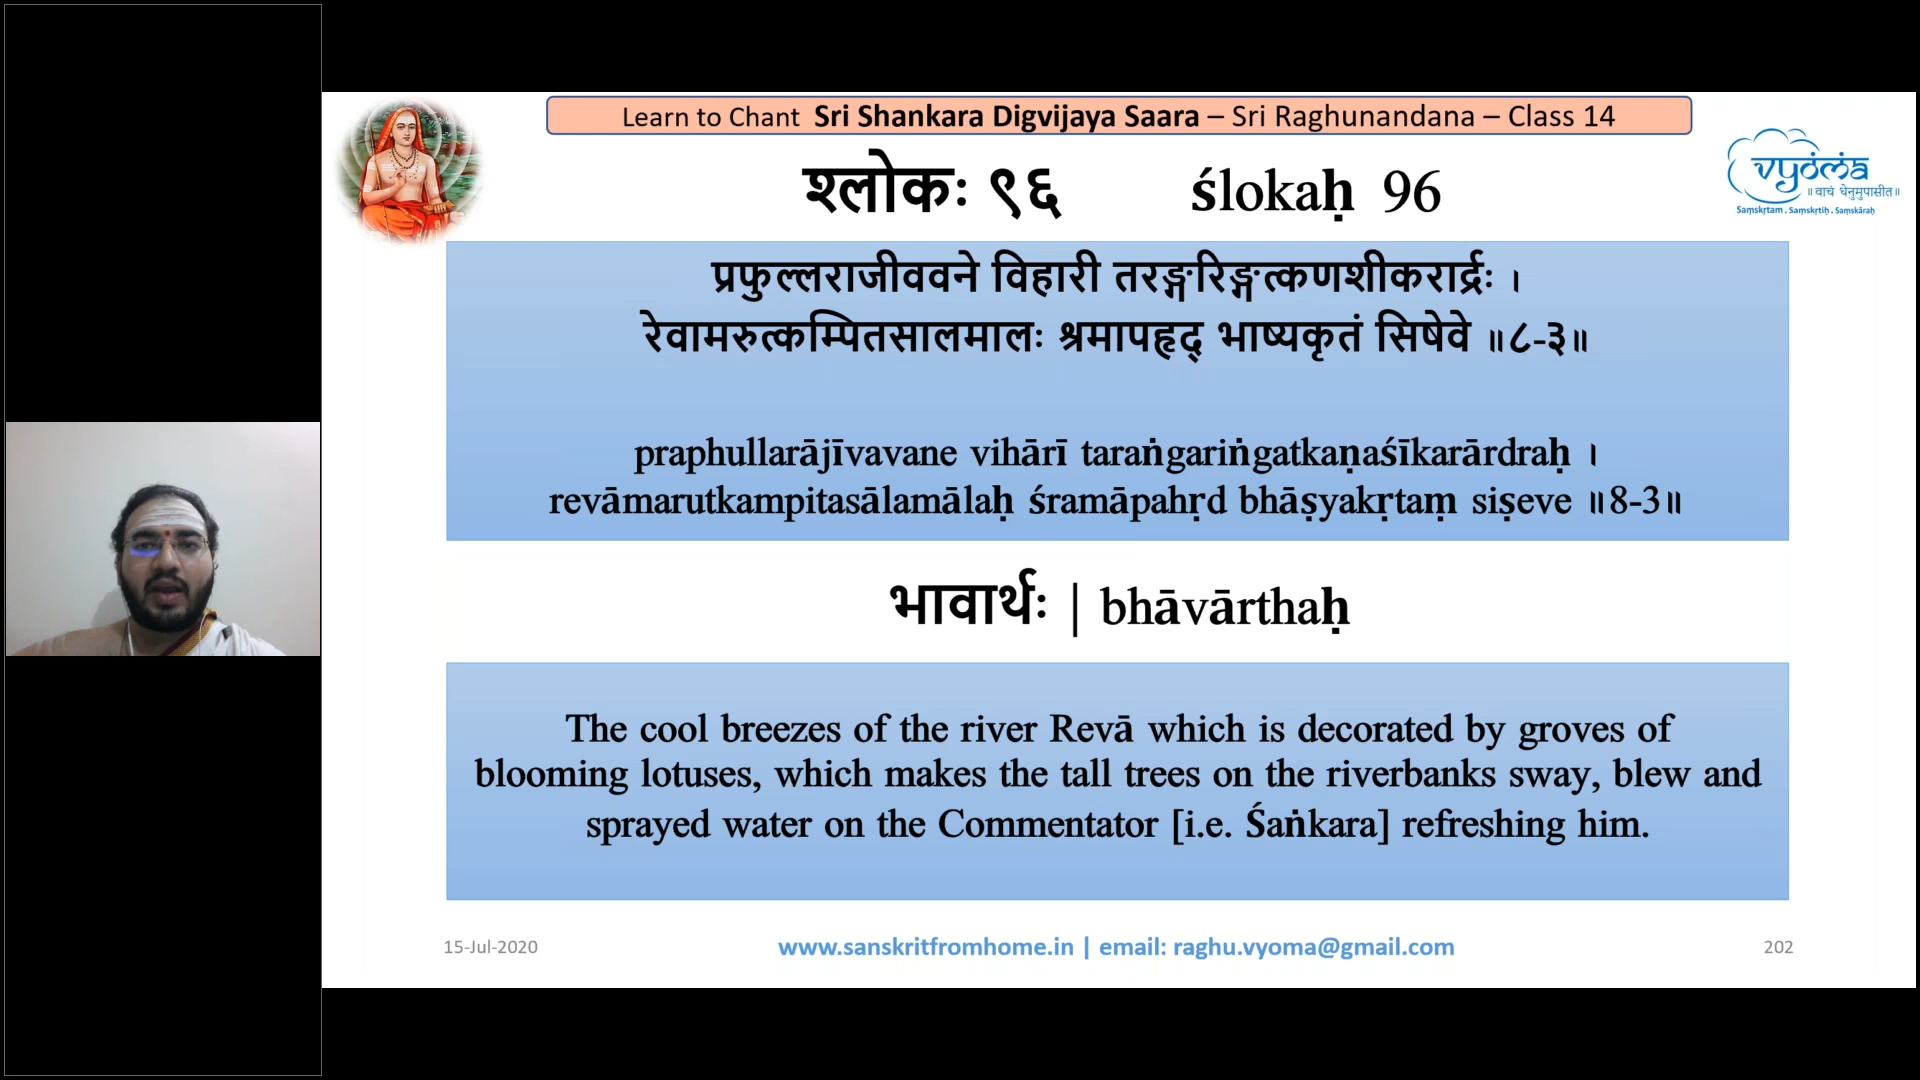 Learn to Chant Sri Shankara Digvijaya Saara – Sri Raghunandana – Class 14
vyoma
॥ वाचं धेनुमुपासीत॥
Saṃskṛtam . Saṃskṛtiḥ . Saṃskāraḥ
श्लोकः ९६ ślokaḥ 96
प्रफुल्लराजीववने विहारी तरङ्गरिङ्गत्कणशीकरार्द्रः ।
रेवामरुत्कम्पितसालमालः श्रमापहृद् भाष्यकृतं सिषेवे ॥८-३॥
praphullarājīvavane vihārī taraṅgariṅgatkaṇaśīkarārdraḥ ।
revāmarutkampitasālamālaḥ śramāpahṛd bhāṣyakṛtaṃ siṣeve ॥8-3॥
भावार्थः | bhāvārthaḥ
The cool breezes of the river Revā which is decorated by groves of
blooming lotuses, which makes the tall trees on the riverbanks sway, blew and
sprayed water on the Commentator [i.e. Śaṅkara] refreshing him.
15-Jul-2020 www.sanskritfromhome.in | email: raghu.vyoma@gmail.com 202